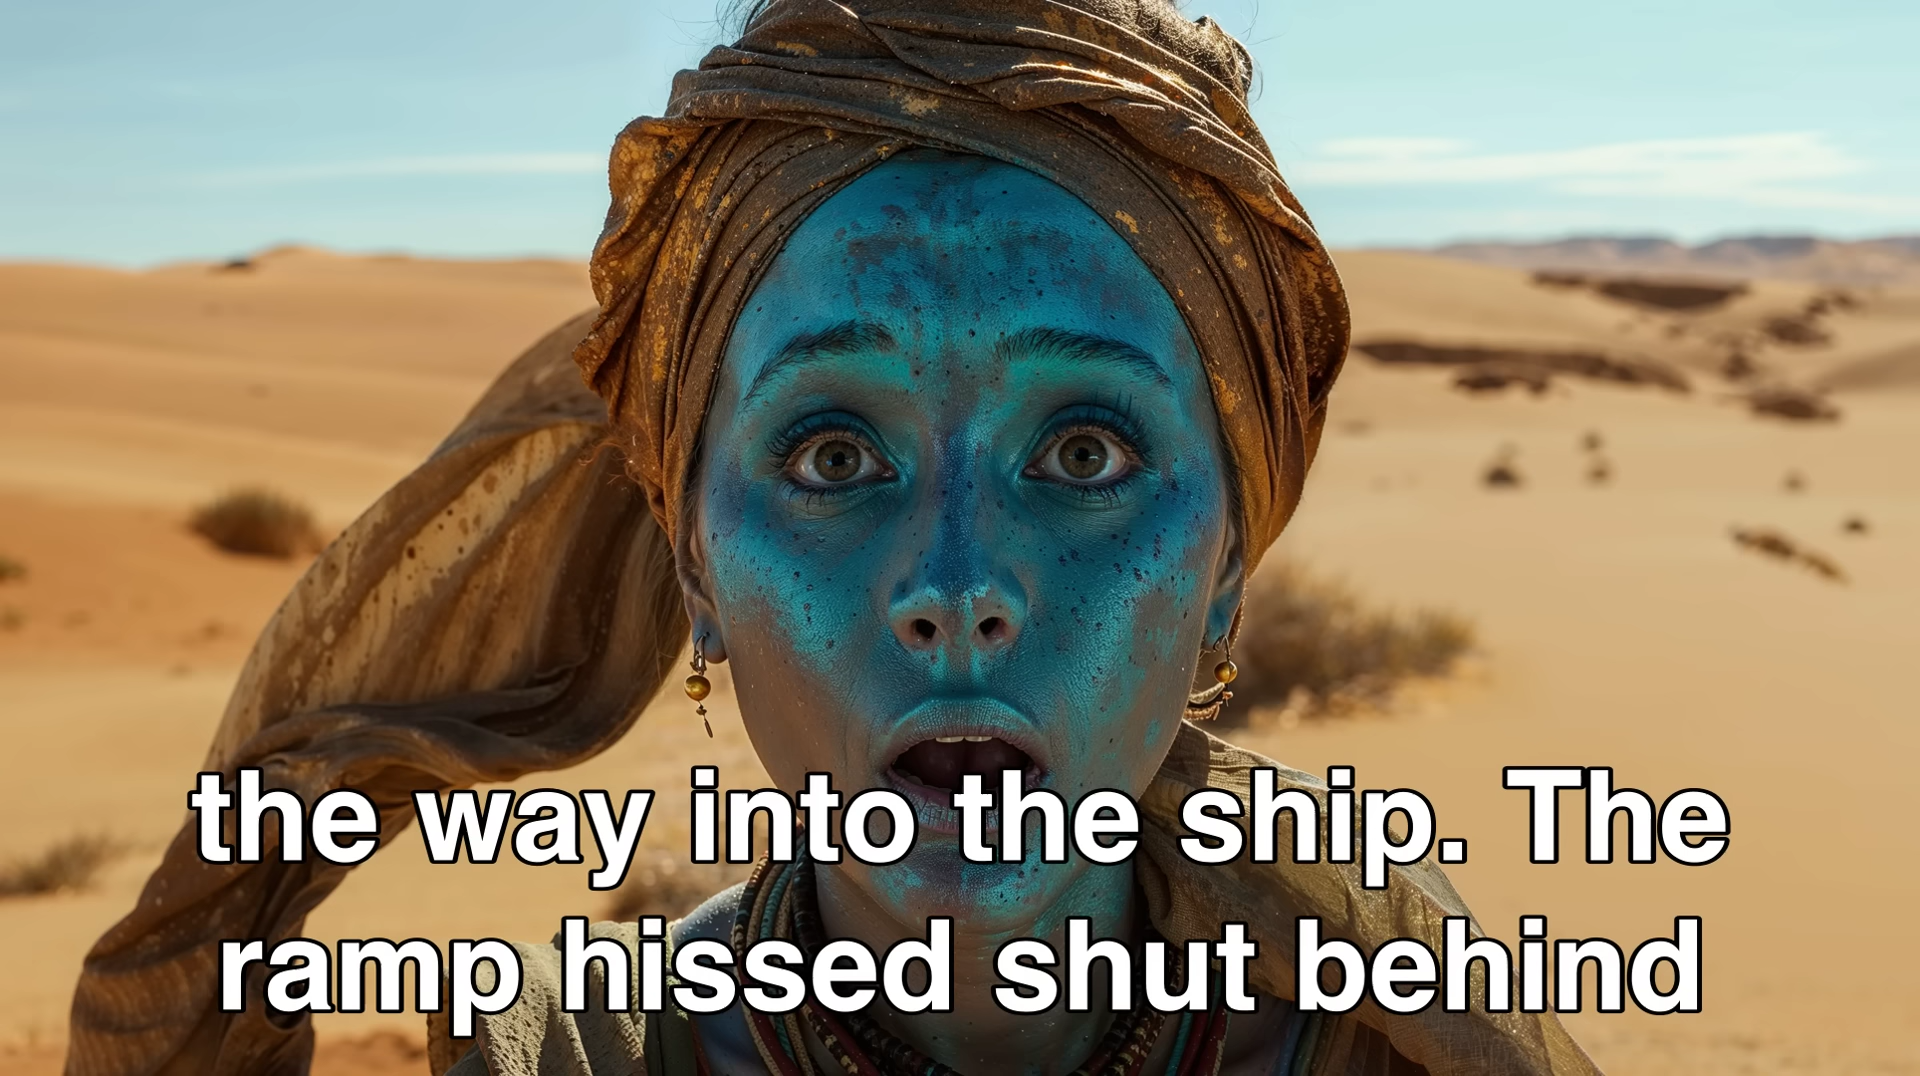 the way into the ship. The
ramp hissed shut behind